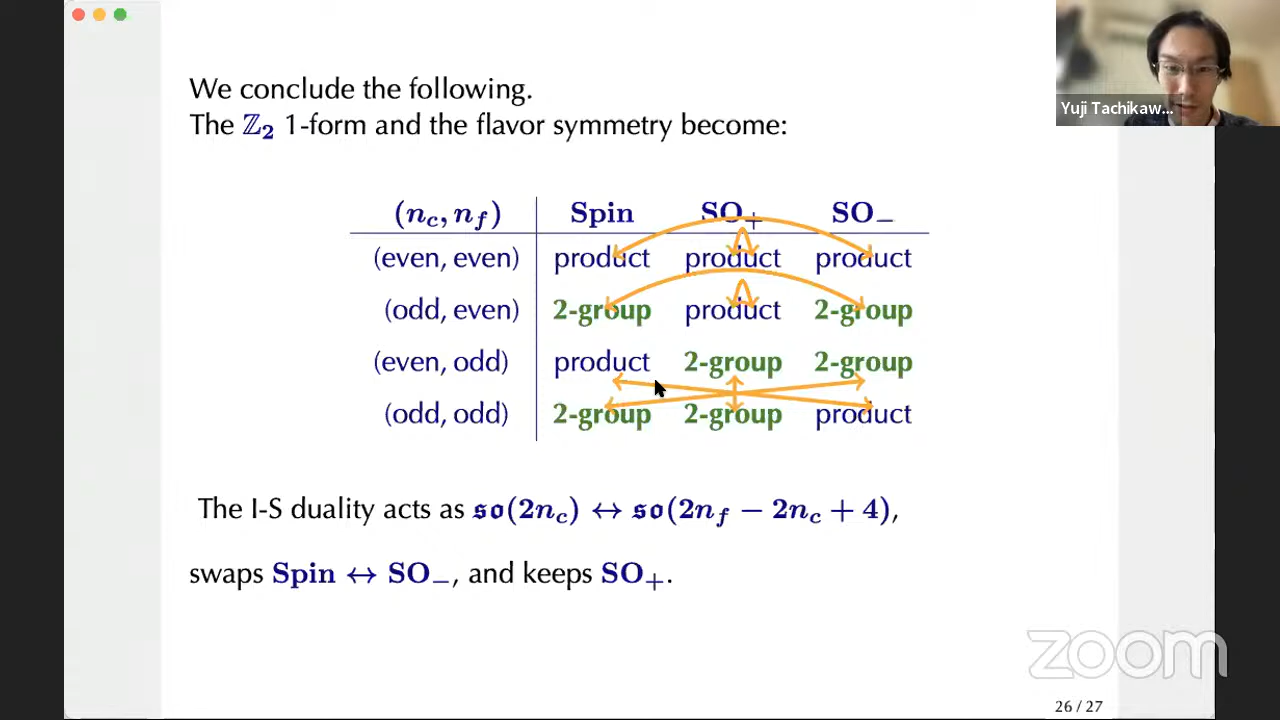 We conclude the following.
The ℤ₂ 1-form and the flavor symmetry become:
Yuji Tachikaw...
(n_c, n_f) Spin SO₊ SO₋
(even, even) product product product
(odd, even) 2-group product 2-group
(even, odd) product 2-group 2-group
(odd, odd) 2-group 2-group product
The I-S duality acts as 𝔰𝔬(2n_c) ↔ 𝔰𝔬(2n_f − 2n_c + 4),
swaps Spin ↔ SO₋, and keeps SO₊.
zoom
26 / 27